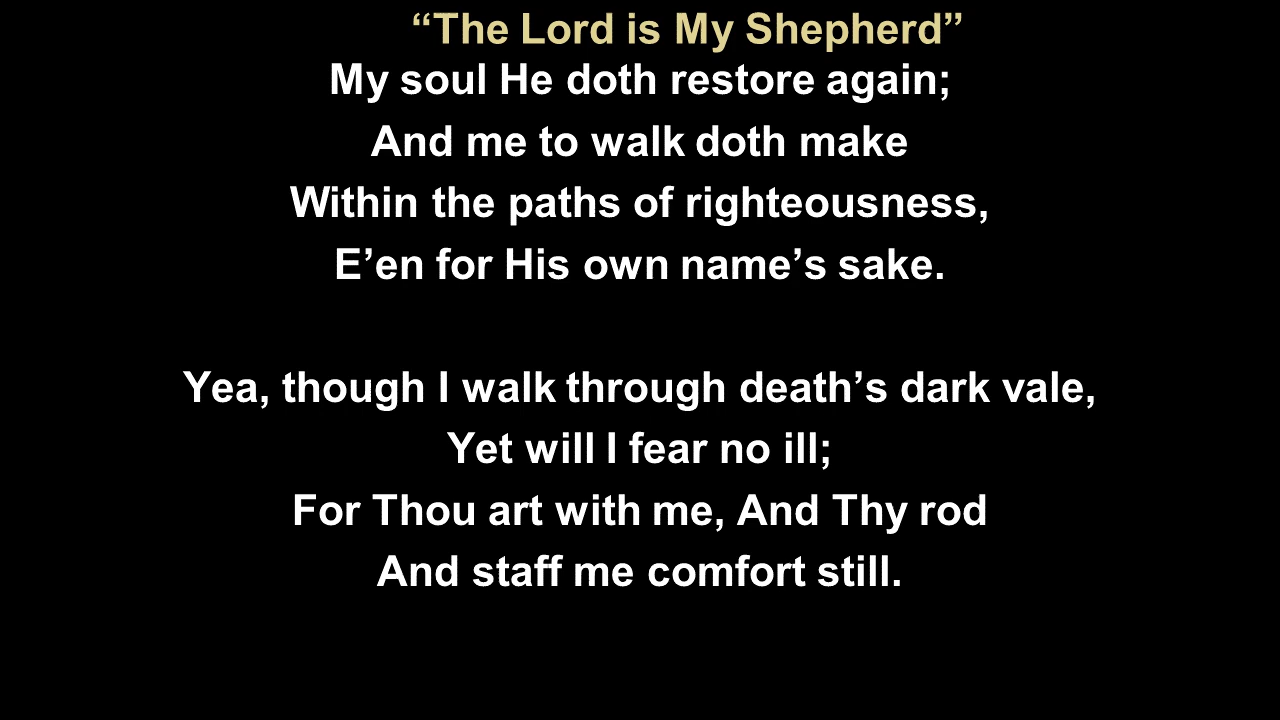 “The Lord is My Shepherd”
My soul He doth restore again;
And me to walk doth make
Within the paths of righteousness,
E’en for His own name’s sake.
Yea, though I walk through death’s dark vale,
Yet will I fear no ill;
For Thou art with me, And Thy rod
And staff me comfort still.